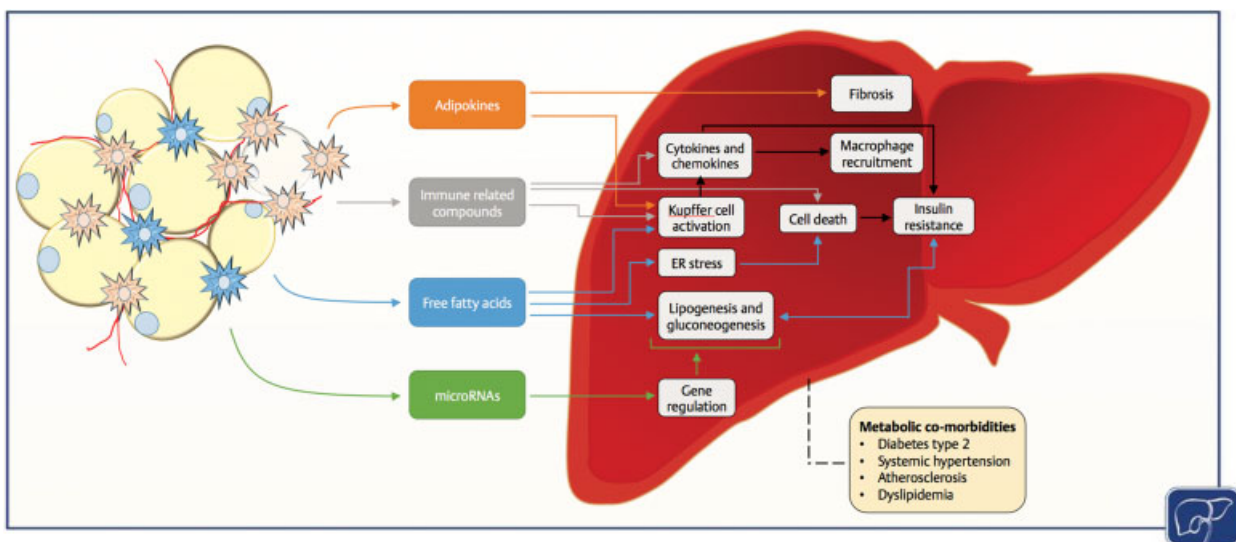 Adipokines
Immune related
compounds
Free fatty acids
microRNAs
Fibrosis
Cytokines and
chemokines
Macrophage
recruitment
Kupffer cell
activation
Cell death
Insulin
resistance
ER stress
Lipogenesis and
gluconeogenesis
Gene
regulation
Metabolic co-morbidities
• Diabetes type 2
• Systemic hypertension
• Atherosclerosis
• Dyslipidemia